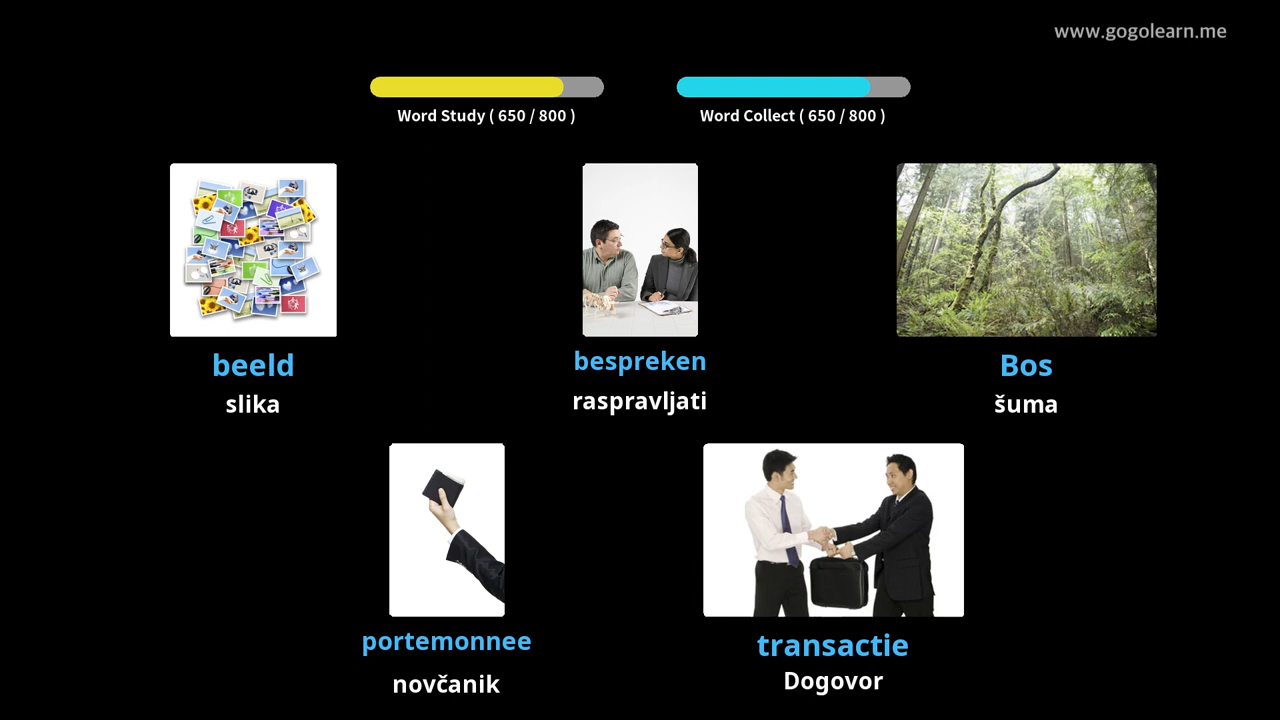 www.gogolearn.me
Word Study ( 650 / 800 )
Word Collect ( 650 / 800 )
beeld
slika
bespreken
raspravljati
Bos
šuma
portemonnee
novčanik
transactie
Dogovor